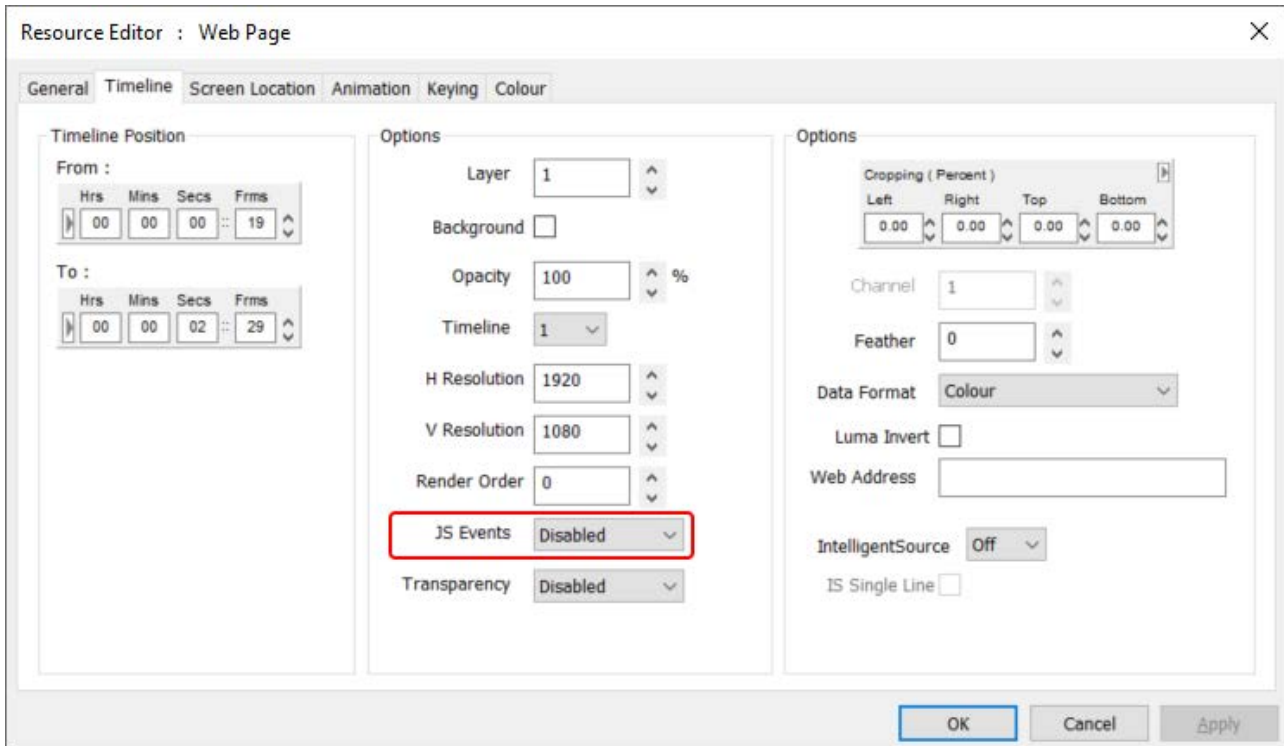 Resource Editor : Web Page
General Timeline Screen Location Animation Keying Colour
Timeline Position
From :
Hrs Mins Secs Frms
00 00 00 :: 19
To :
Hrs Mins Secs Frms
00 00 02 :: 29
Options
Layer 1
Background
Opacity 100 %
Timeline 1
H Resolution 1920
V Resolution 1080
Render Order 0
JS Events Disabled
Transparency Disabled
Options
Cropping ( Percent )
Left Right Top Bottom
0.00 0.00 0.00 0.00
Channel 1
Feather 0
Data Format Colour
Luma Invert
Web Address
IntelligentSource Off
IS Single Line
OK Cancel Apply